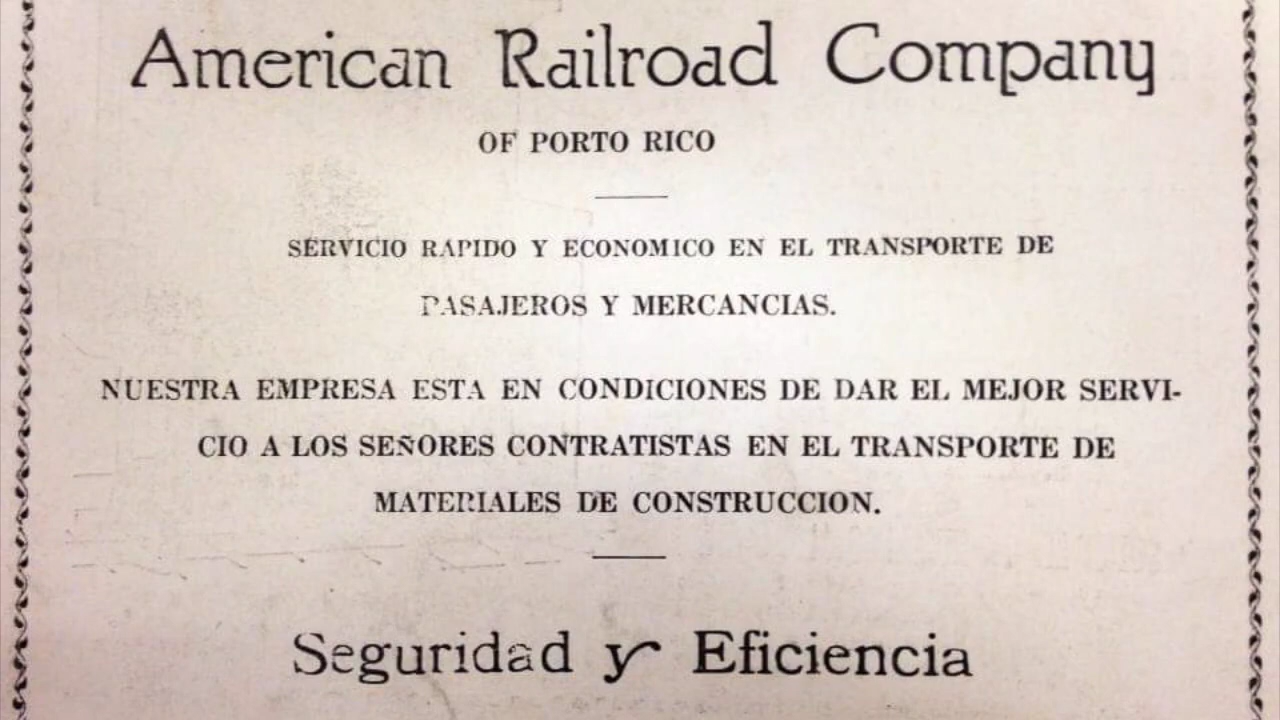 American Railroad Company
OF PORTO RICO
SERVICIO RAPIDO Y ECONOMICO EN EL TRANSPORTE DE
PASAJEROS Y MERCANCIAS.
NUESTRA EMPRESA ESTA EN CONDICIONES DE DAR EL MEJOR SERVI-
CIO A LOS SEÑORES CONTRATISTAS EN EL TRANSPORTE DE
MATERIALES DE CONSTRUCCION.
Seguridad y Eficiencia